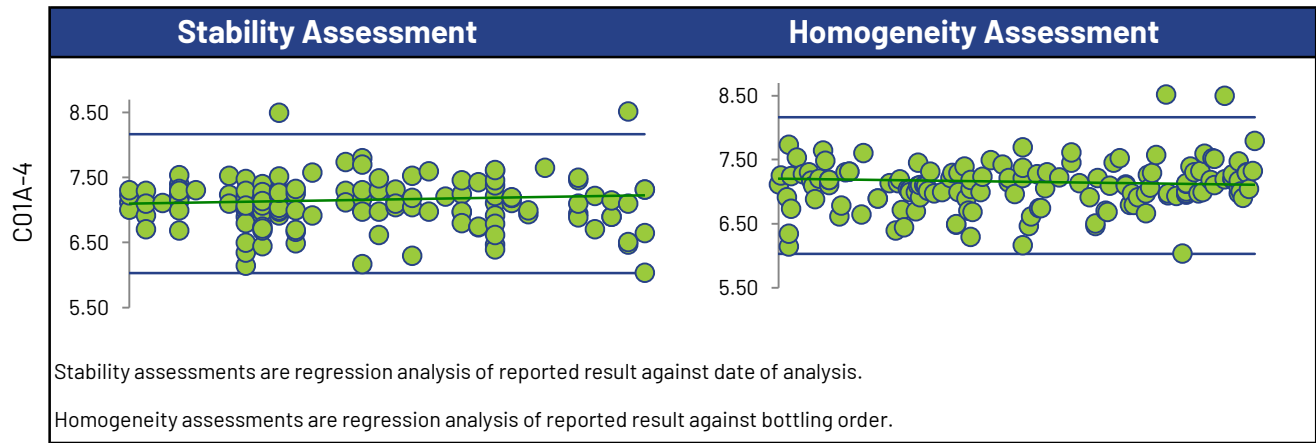 Stability Assessment
Homogeneity Assessment
C01A-4
8.50
7.50
6.50
5.50
8.50
7.50
6.50
5.50
Stability assessments are regression analysis of reported result against date of analysis.
Homogeneity assessments are regression analysis of reported result against bottling order.